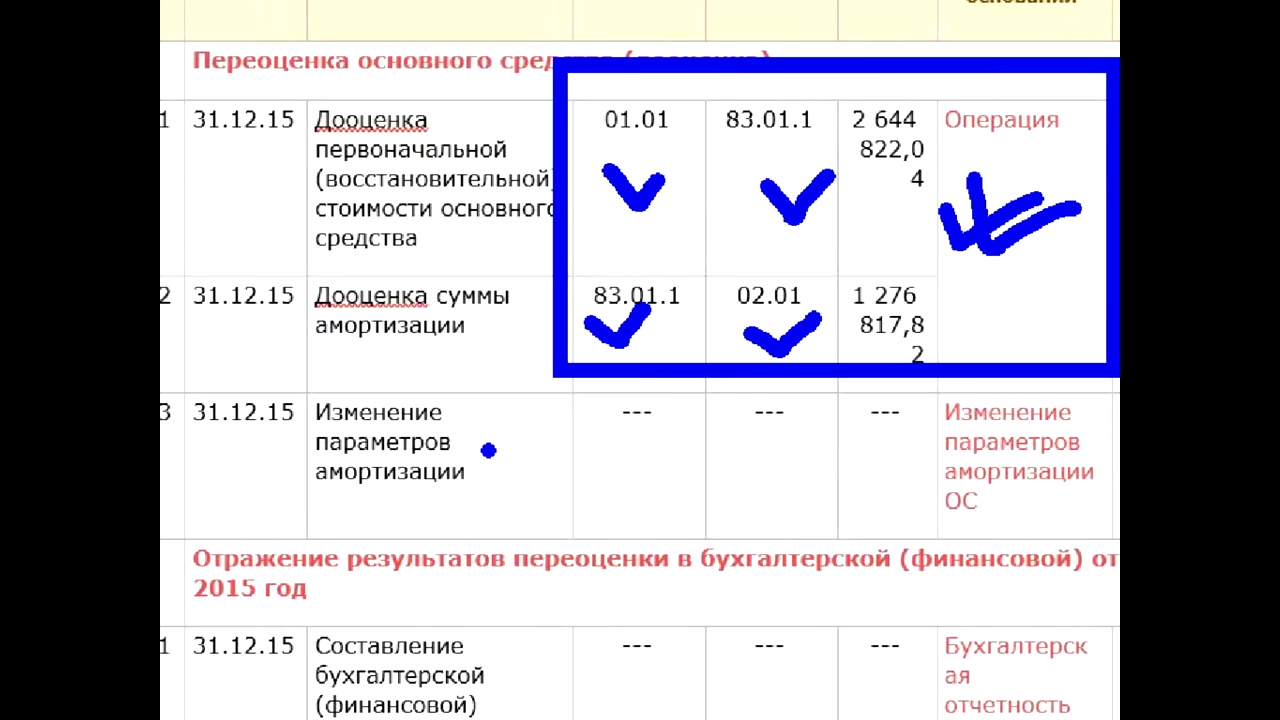 Переоценка основного
1 31.12.15 Дооценка 01.01 83.01.1 2 644 Операция
первоначальной 822,0
(восстановительной) 4
стоимости основного
средства
2 31.12.15 Дооценка суммы 83.01.1 02.01 1 276
амортизации 817,8
2
3 31.12.15 Изменение --- --- --- Изменение
параметров параметров
амортизации амортизации
ОС
Отражение результатов переоценки в бухгалтерской (финансовой) от
2015 год
1 31.12.15 Составление --- --- --- Бухгалтерск
бухгалтерской ая
(финансовой) отчетность